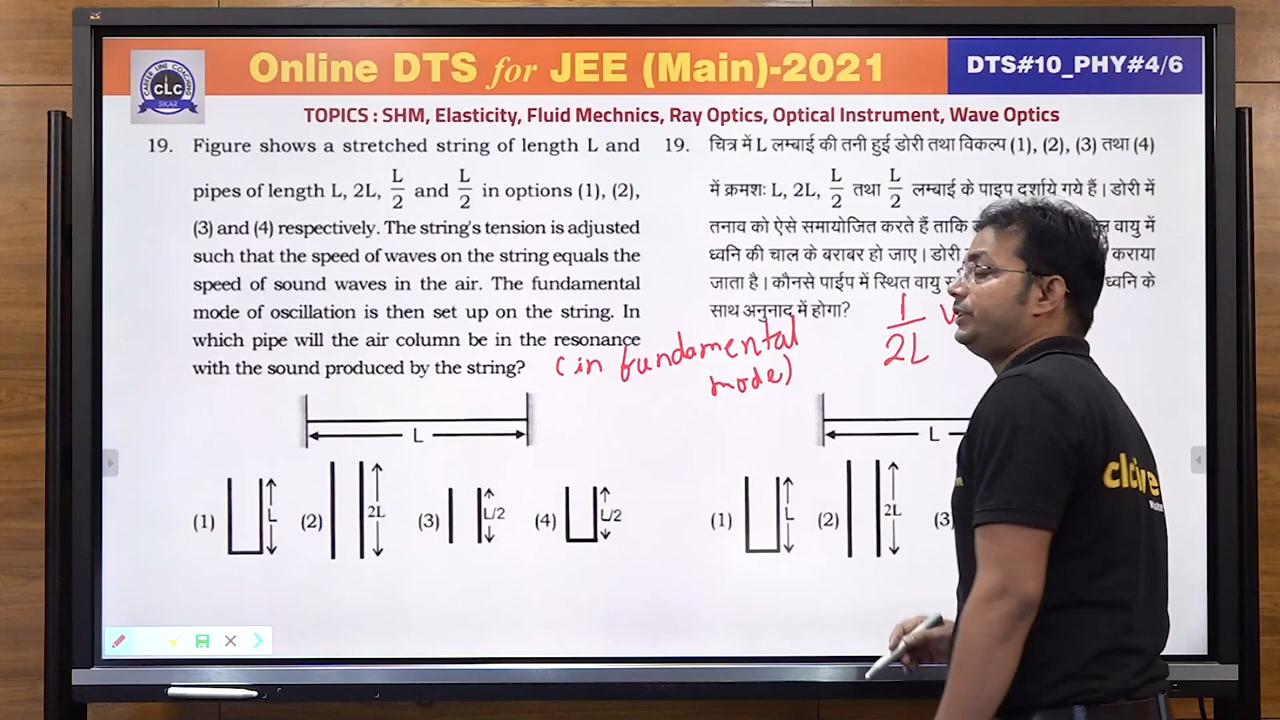 Online DTS for JEE (Main)-2021
DTS#10_PHY#4/6
CAREER LINE COACHING
CLC
SIKAR
TOPICS : SHM, Elasticity, Fluid Mechnics, Ray Optics, Optical Instrument, Wave Optics
19. Figure shows a stretched string of length L and
pipes of length L, 2L, L/2 and L/2 in options (1), (2),
(3) and (4) respectively. The string's tension is adjusted
such that the speed of waves on the string equals the
speed of sound waves in the air. The fundamental
mode of oscillation is then set up on the string. In
which pipe will the air column be in the resonance
with the sound produced by the string?
(in fundamental
mode)
L
(1) L (2) 2L (3) L/2 (4) L/2
19. चित्र में L लम्बाई की तनी हुई डोरी तथा विकल्प (1), (2), (3) तथा (4)
में क्रमशः L, 2L, L/2 तथा L/2 लम्बाई के पाइप दर्शाये गये हैं। डोरी में
तनाव को ऐसे समायोजित करते हैं ताकि वायु में
ध्वनि की चाल के बराबर हो जाए। डोरी कराया
जाता है। कौनसे पाईप में स्थित वायु ध्वनि के
साथ अनुनाद में होगा?
1/2L
L
(1) L (2) 2L (3)
clc